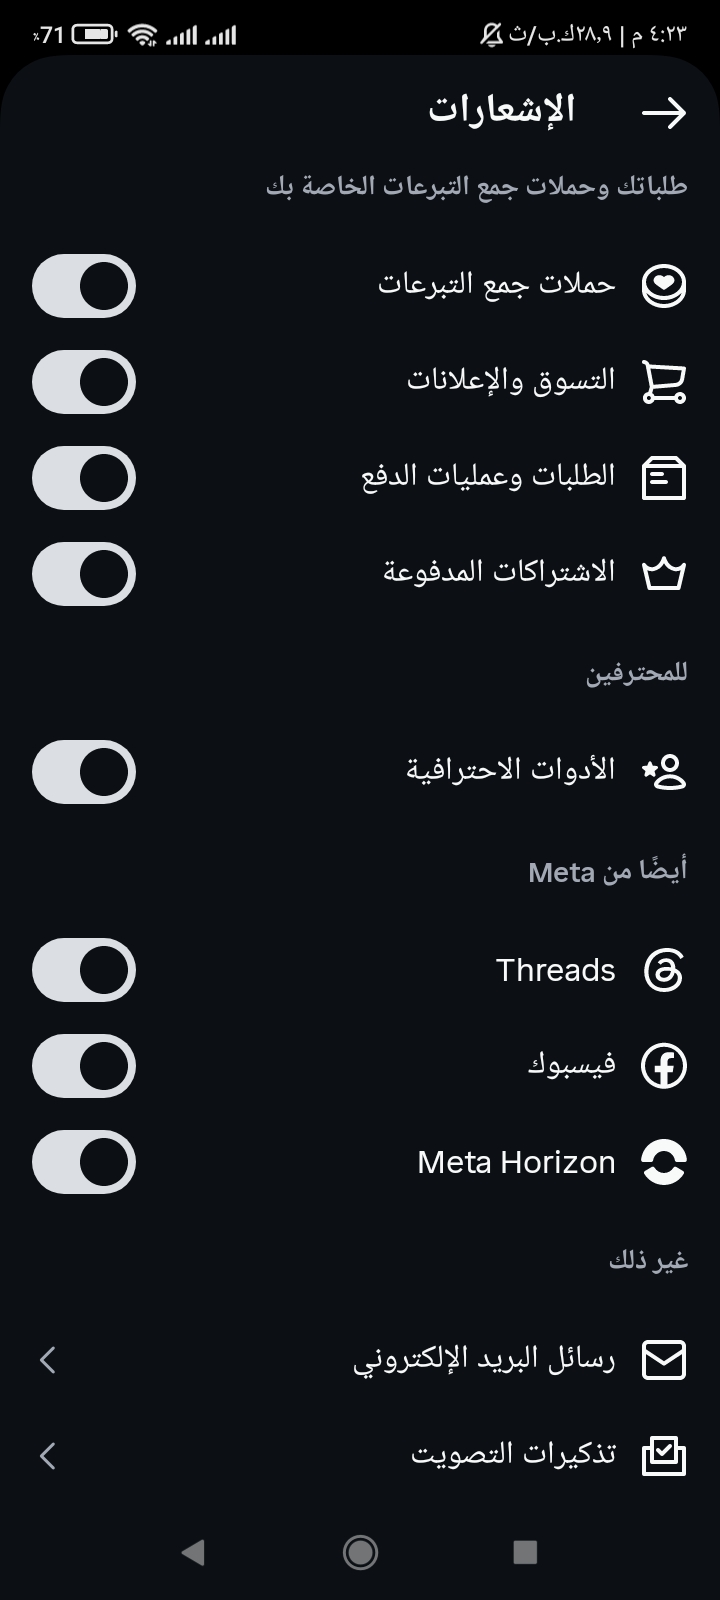 ٤:٢٣ م | ٢٨,٩ك.ب/ث
71٪
الإشعارات
طلباتك وحملات جمع التبرعات الخاصة بك
حملات جمع التبرعات
التسوق والإعلانات
الطلبات وعمليات الدفع
الاشتراكات المدفوعة
للمحترفين
الأدوات الاحترافية
أيضًا من Meta
Threads
فيسبوك
Meta Horizon
غير ذلك
رسائل البريد الإلكتروني
تذكيرات التصويت